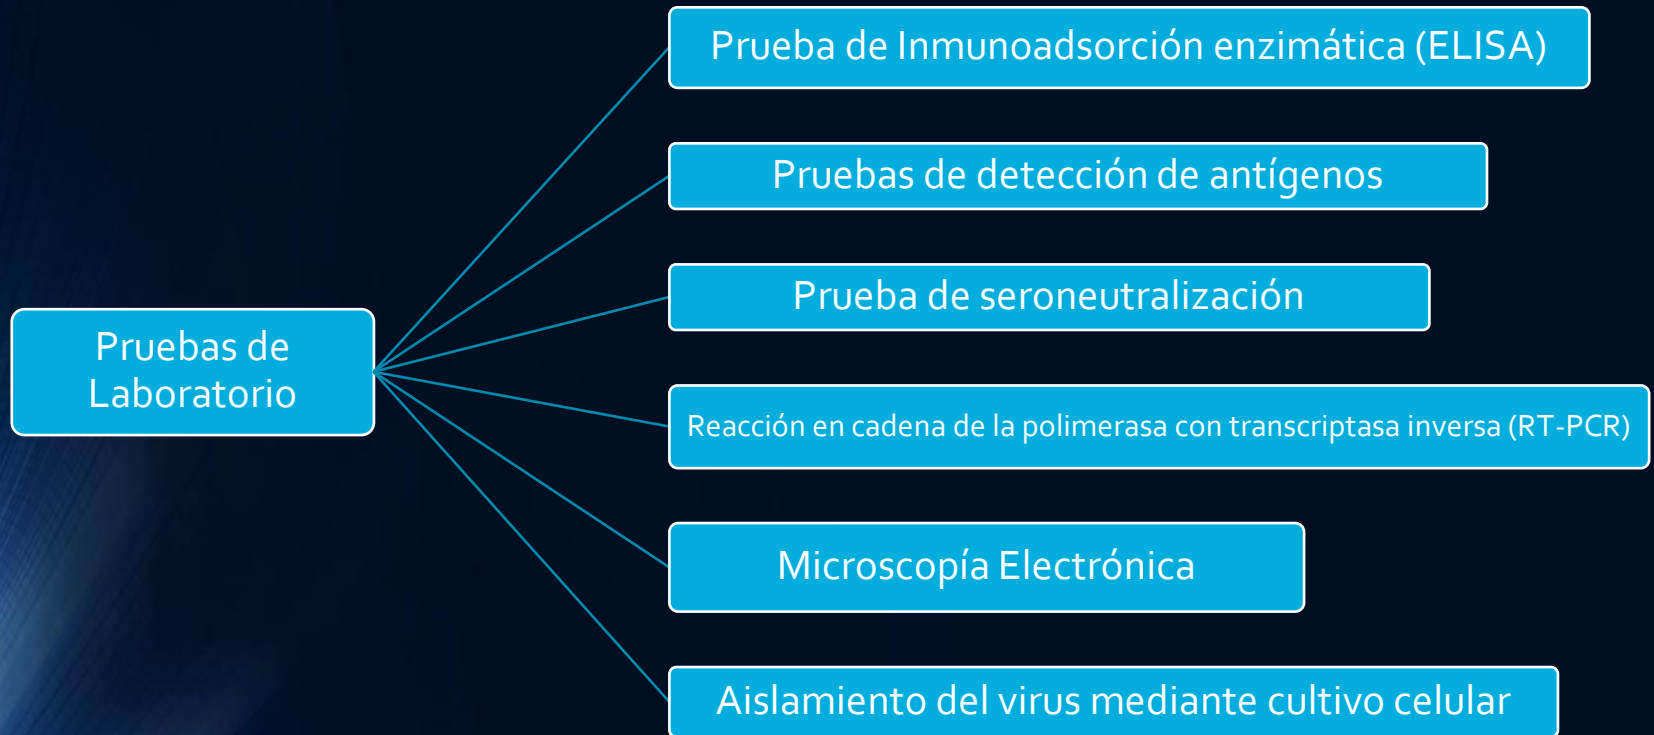 Prueba de Inmunoadsorción enzimática (ELISA)
Pruebas de detección de antígenos
Prueba de seroneutralización
Pruebas de
Laboratorio
Reacción en cadena de la polimerasa con transcriptasa inversa (RT-PCR)
Microscopía Electrónica
Aislamiento del virus mediante cultivo celular